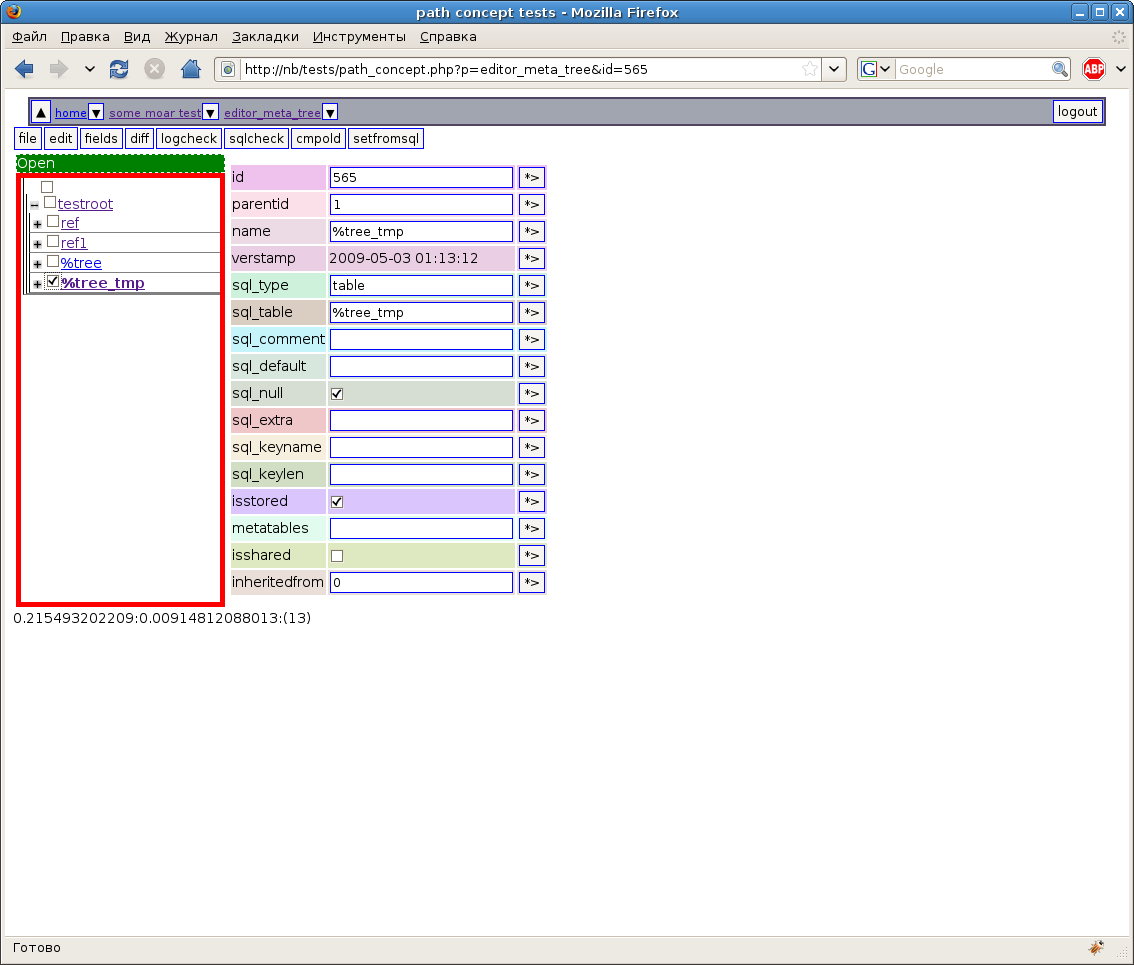 path concept tests - Mozilla Firefox
Файл Правка Вид Журнал Закладки Инструменты Справка
http://nb/tests/path_concept.php?p=editor_meta_tree&id=565 G Google ABP
▲ home ▼ some moar test ▼ editor_meta_tree ▼ logout
file edit fields diff logcheck sqlcheck cmpold setfromsql
Open
testroot
ref
ref1
%tree
%tree_tmp
id 565 *>
parentid 1 *>
name %tree_tmp *>
verstamp 2009-05-03 01:13:12 *>
sql_type table *>
sql_table %tree_tmp *>
sql_comment *>
sql_default *>
sql_null *>
sql_extra *>
sql_keyname *>
sql_keylen *>
isstored *>
metatables *>
isshared *>
inheritedfrom 0 *>
0.215493202209:0.00914812088013:(13)
Готово